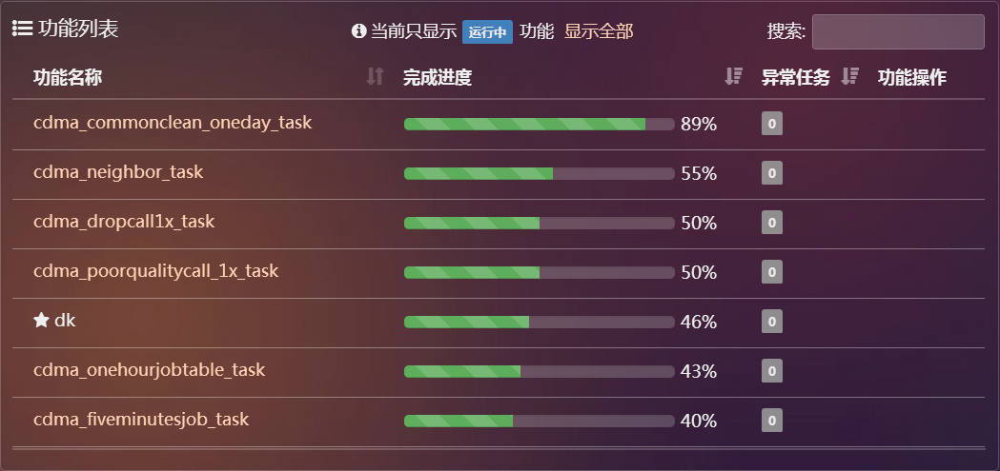 功能列表 当前只显示 运行中 功能 显示全部 搜索:
功能名称 完成进度 异常任务 功能操作
cdma_commonclean_oneday_task 89% 0
cdma_neighbor_task 55% 0
cdma_dropcall1x_task 50% 0
cdma_poorqualitycall_1x_task 50% 0
dk 46% 0
cdma_onehourjobtable_task 43% 0
cdma_fiveminutesjob_task 40% 0